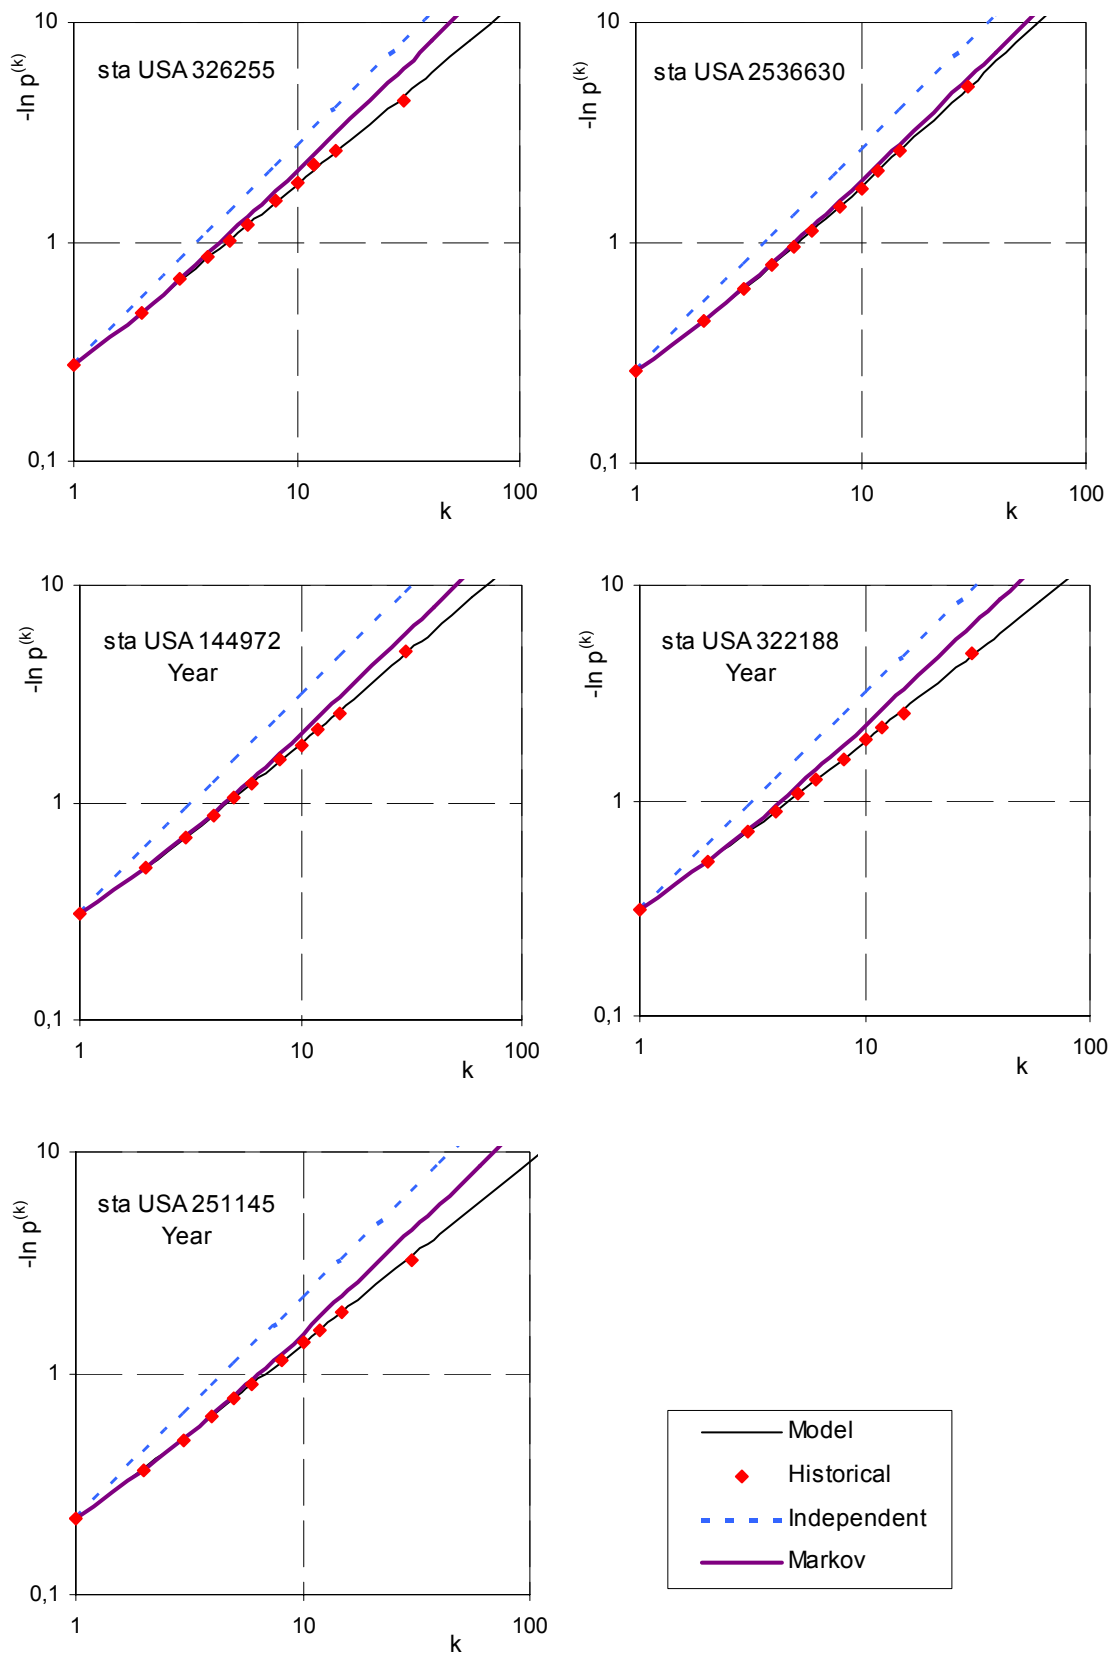 10
sta USA 326255
-ln p(k)
1
0,1
1
10
100
k
10
sta USA 2536630
-ln p(k)
1
0,1
1
10
100
k
10
sta USA 144972
Year
-ln p(k)
1
0,1
1
10
100
k
10
sta USA 322188
Year
-ln p(k)
1
0,1
1
10
100
k
10
sta USA 251145
Year
-ln p(k)
1
0,1
1
10
100
k
Model
Historical
Independent
Markov